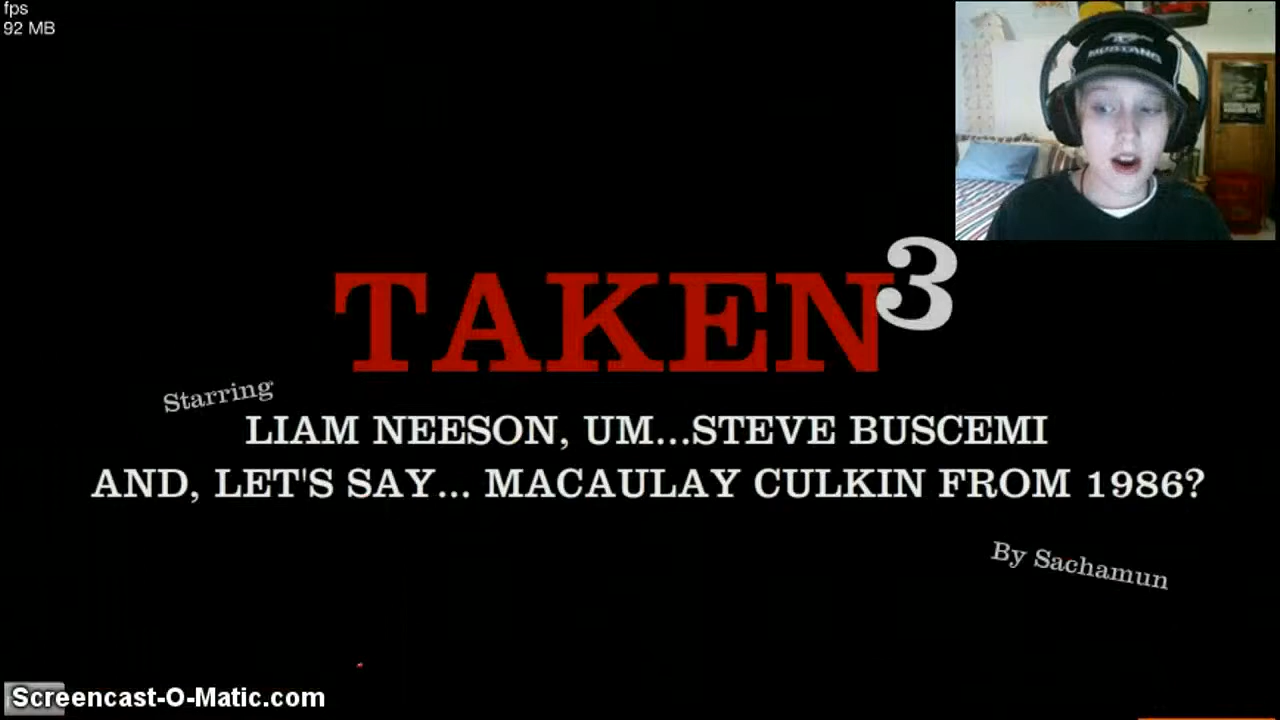 fps
92 MB
MUSTANG
TAKEN3
Starring
LIAM NEESON, UM...STEVE BUSCEMI
AND, LET'S SAY... MACAULAY CULKIN FROM 1986?
By Sachamun
Screencast-O-Matic.com